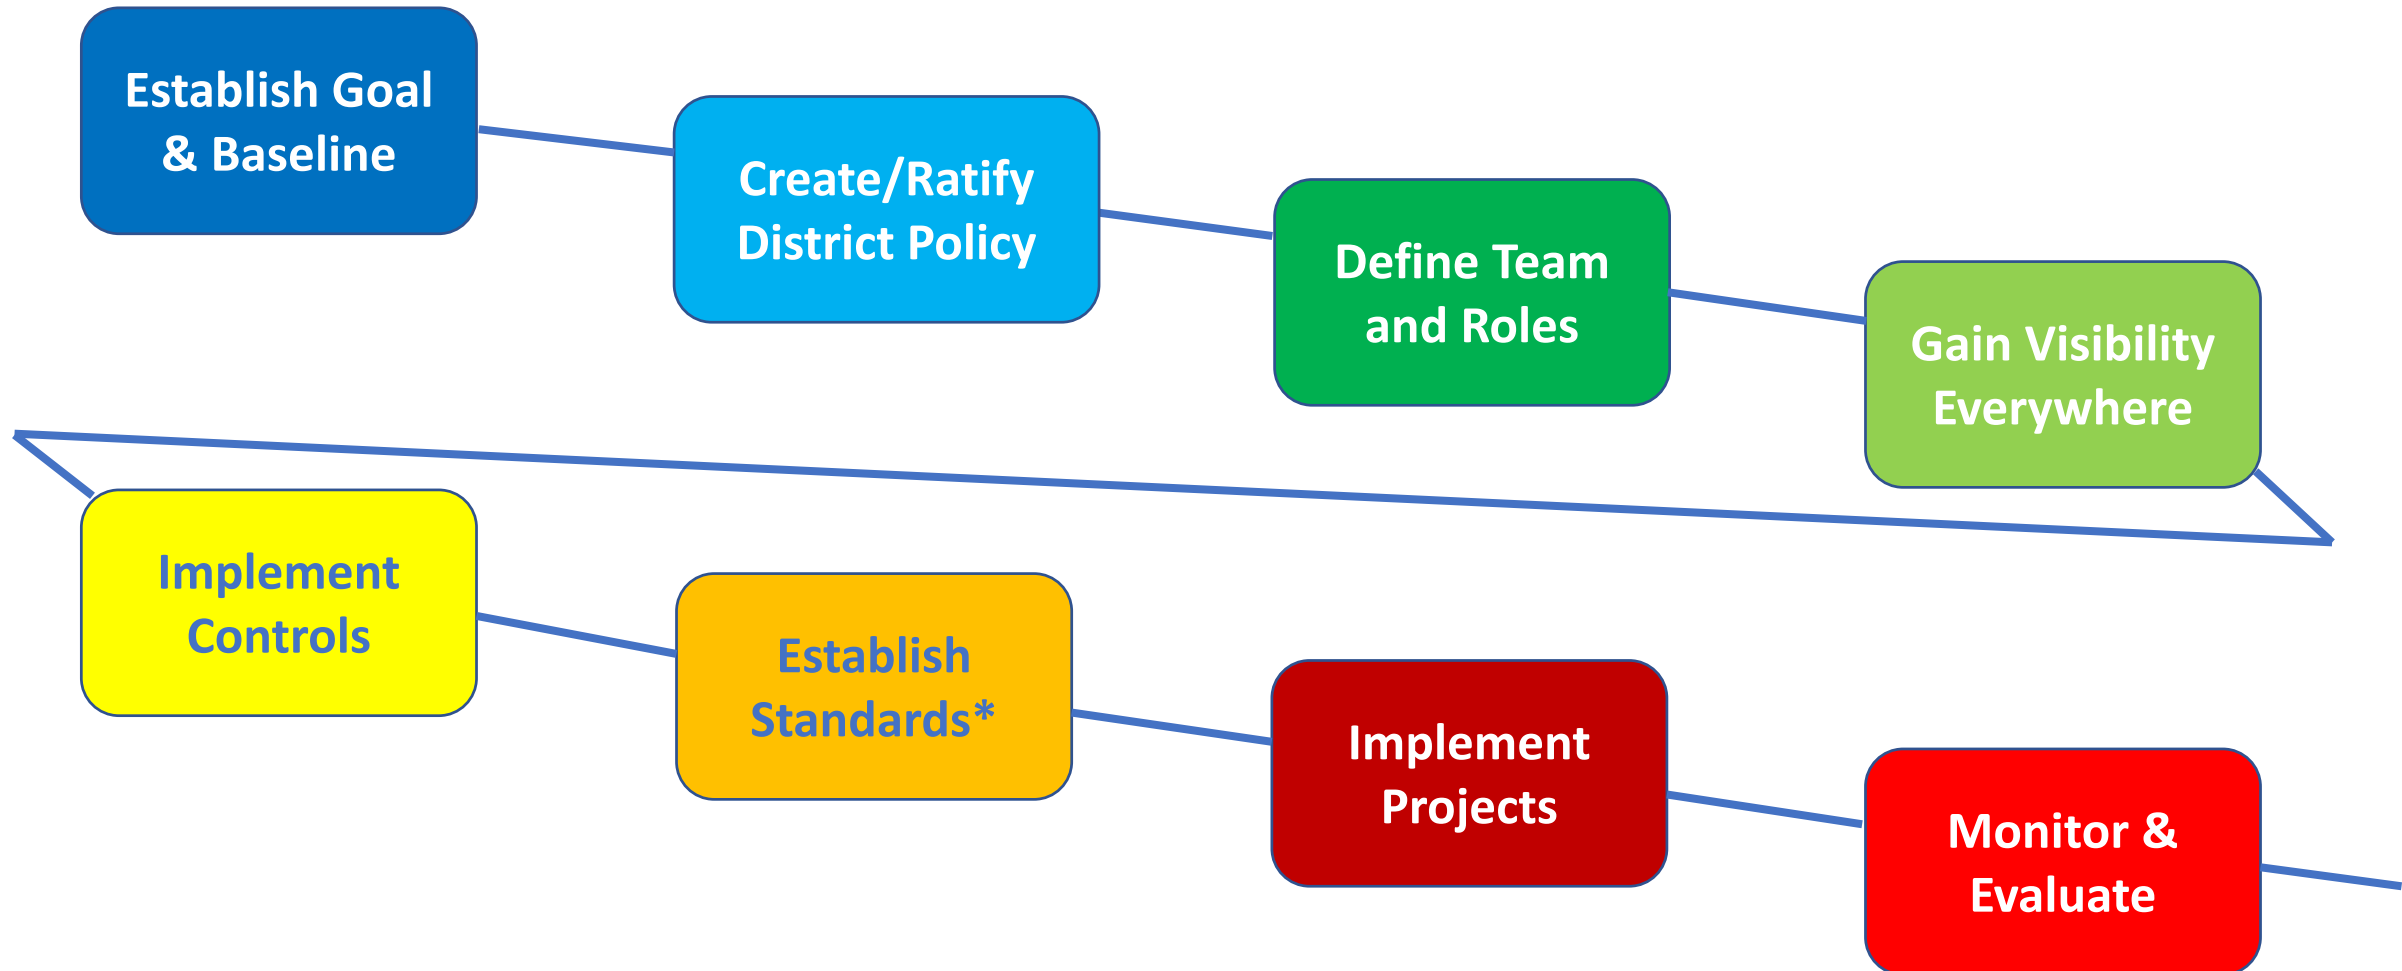 Establish Goal
& Baseline
Create/Ratify
District Policy
Define Team
and Roles
Gain Visibility
Everywhere
Implement
Controls
Establish
Standards*
Implement
Projects
Monitor &
Evaluate